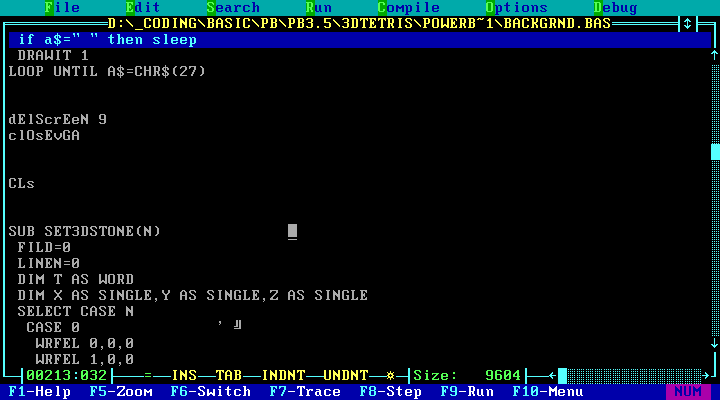 File Edit Search Run Compile Options Debug
D:\_CODING\BASIC\PB\PB3.5\3DTETRIS\POWERB~1\BACKGRND.BAS
if a$=" " then sleep
DRAWIT 1
LOOP UNTIL A$=CHR$(27)
dElScrEeN 9
clOsEvGA
CLs
SUB SET3DSTONE(N)
FILD=0
LINEN=0
DIM T AS WORD
DIM X AS SINGLE,Y AS SINGLE,Z AS SINGLE
SELECT CASE N
CASE 0 ' ╝
WRFEL 0,0,0
WRFEL 1,0,0
00213:032 = INS TAB INDNT UNDNT ☼ Size: 9604
F1-Help F5-Zoom F6-Switch F7-Trace F8-Step F9-Run F10-Menu NUM